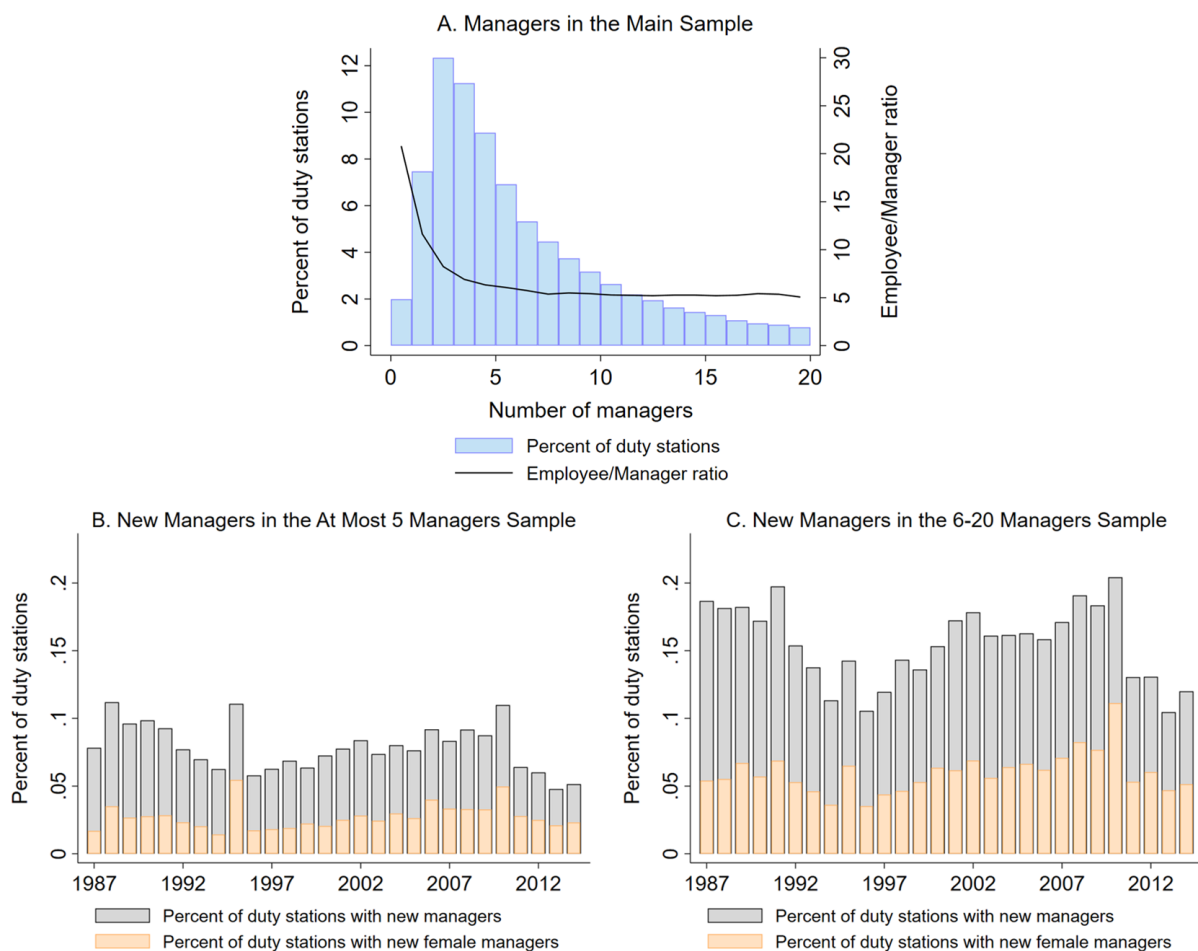 A. Managers in the Main Sample
Percent of duty stations
0 2 4 6 8 10 12
Employee/Manager ratio
0 5 10 15 20 25 30
0 5 10 15 20
Number of managers
Percent of duty stations
Employee/Manager ratio
B. New Managers in the At Most 5 Managers Sample
Percent of duty stations
0 .05 .1 .15 .2
1987 1992 1997 2002 2007 2012
Percent of duty stations with new managers
Percent of duty stations with new female managers
C. New Managers in the 6-20 Managers Sample
Percent of duty stations
0 .05 .1 .15 .2
1987 1992 1997 2002 2007 2012
Percent of duty stations with new managers
Percent of duty stations with new female managers